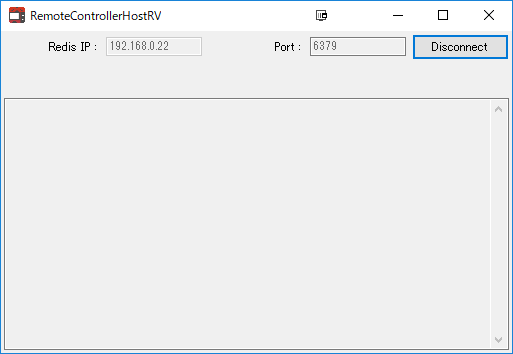 RemoteControllerHostRV
Redis IP : 192.168.0.22 Port : 6379 Disconnect